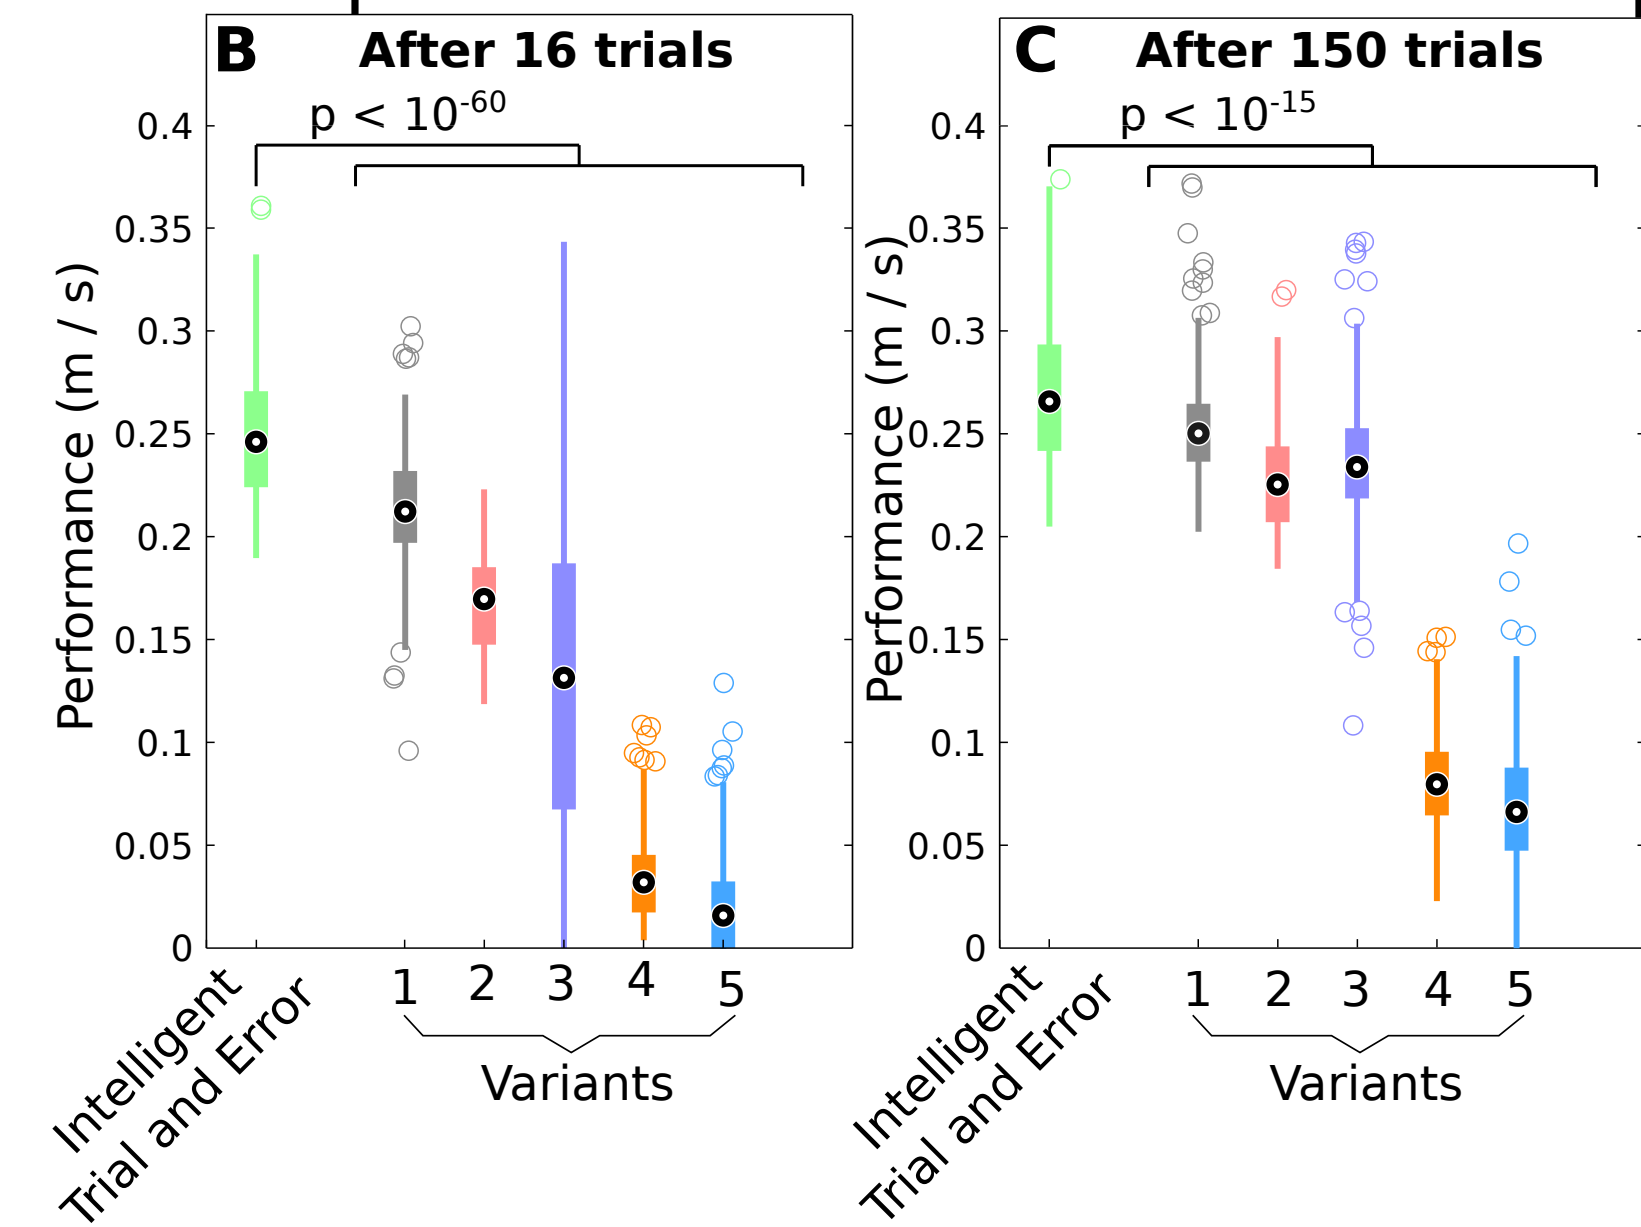 B After 16 trials
p < 10-60
0.4
0.35
0.3
0.25
0.2
0.15
0.1
0.05
0
Performance (m / s)
Intelligent
Trial and Error
1 2 3 4 5
Variants
C After 150 trials
p < 10-15
0.4
0.35
0.3
0.25
0.2
0.15
0.1
0.05
0
Performance (m / s)
Intelligent
Trial and Error
1 2 3 4 5
Variants